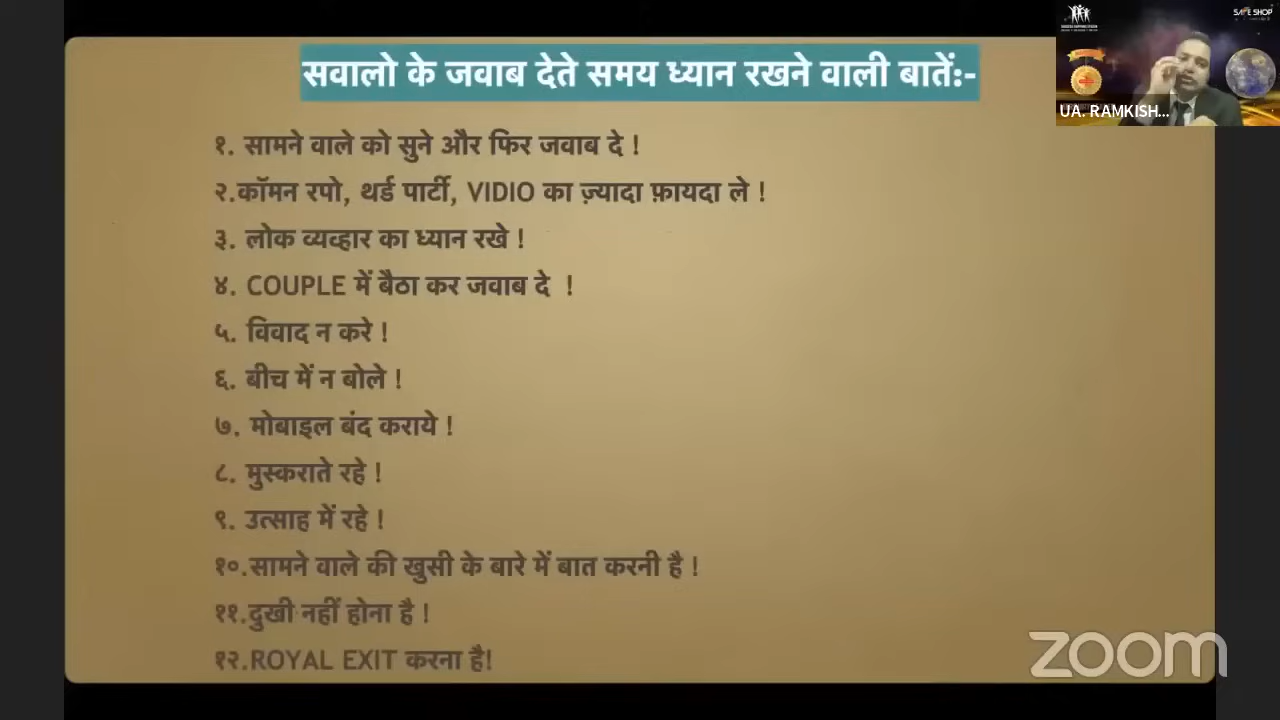 सवालो के जवाब देते समय ध्यान रखने वाली बातें:-
SAFE SHOP
UA. RAMKISH...
१. सामने वाले को सुने और फिर जवाब दे !
२.कॉमन रपो, थर्ड पार्टी, VIDIO का ज़्यादा फ़ायदा ले !
३. लोक व्यव्हार का ध्यान रखे !
४. COUPLE में बैठा कर जवाब दे !
५. विवाद न करे !
६. बीच में न बोले !
७. मोबाइल बंद कराये !
८. मुस्कराते रहे !
९. उत्साह में रहे !
१०.सामने वाले की खुसी के बारे में बात करनी है !
११.दुखी नहीं होना है !
१२.ROYAL EXIT करना है!
zoom